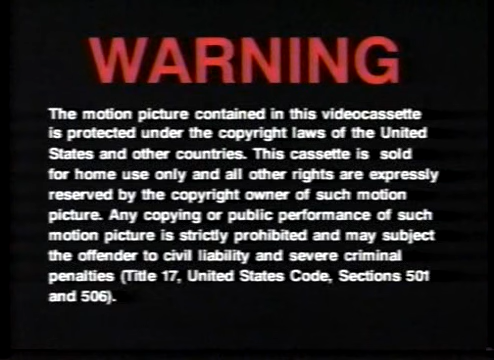 WARNING
The motion picture contained in this videocassette
is protected under the copyright laws of the United
States and other countries. This cassette is sold
for home use only and all other rights are expressly
reserved by the copyright owner of such motion
picture. Any copying or public performance of such
motion picture is strictly prohibited and may subject
the offender to civil liability and severe criminal
penalties (Title 17, United States Code, Sections 501
and 506).